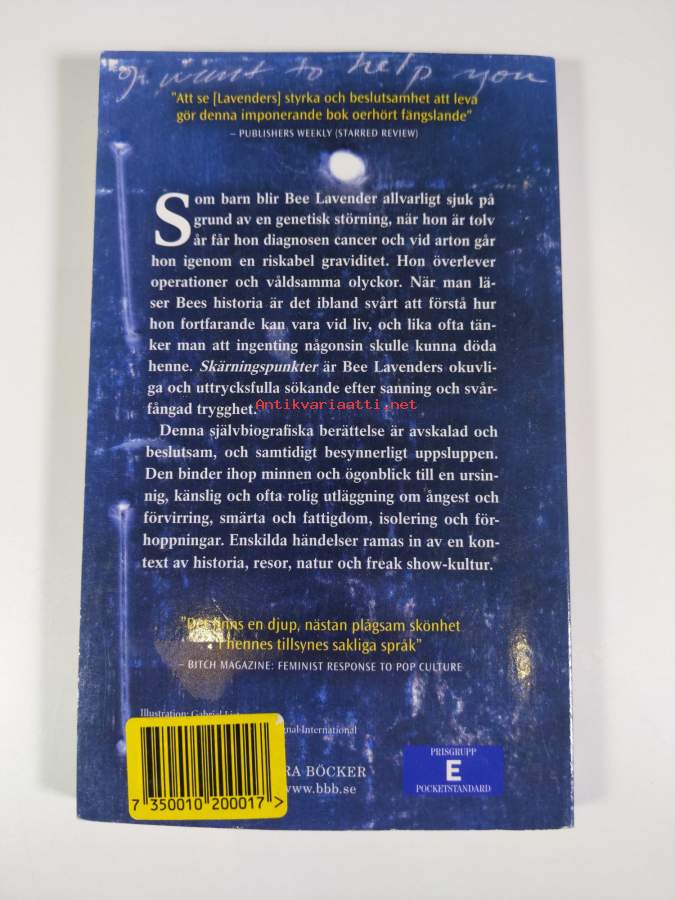 I want to help you
"Att se [Lavenders] styrka och beslutsamhet att leva
gör denna imponerande bok oerhört fängslande"
– PUBLISHERS WEEKLY (STARRED REVIEW)
Som barn blir Bee Lavender allvarligt sjuk på
grund av en genetisk störning, när hon är tolv
år får hon diagnosen cancer och vid arton går
hon igenom en riskabel graviditet. Hon överlever
operationer och våldsamma olyckor. När man lä-
ser Bees historia är det ibland svårt att förstå hur
hon fortfarande kan vara vid liv, och lika ofta tän-
ker man att ingenting någonsin skulle kunna döda
henne. Skärningspunkter är Bee Lavenders okuvli-
ga och uttrycksfulla sökande efter sanning och svår-
fångad trygghet.
Antikvariaatti.net
Denna självbiografiska berättelse är avskalad och
beslutsam, och samtidigt besynnerligt uppsluppen.
Den binder ihop minnen och ögonblick till en ursin-
nig, känslig och ofta rolig utläggning om ångest och
förvirring, smärta och fattigdom, isolering och för-
hoppningar. Enskilda händelser ramas in av en kon-
text av historia, resor, natur och freak show-kultur.
"Det finns en djup, nästan plågsam skönhet
i hennes tillsynes sakliga språk"
– BITCH MAGAZINE: FEMINIST RESPONSE TO POP CULTURE
Illustration: Gabriel
International
RA BÖCKER
www.bbb.se
PRISGRUPP
E
POCKETSTANDARD
7 350010 200017 >